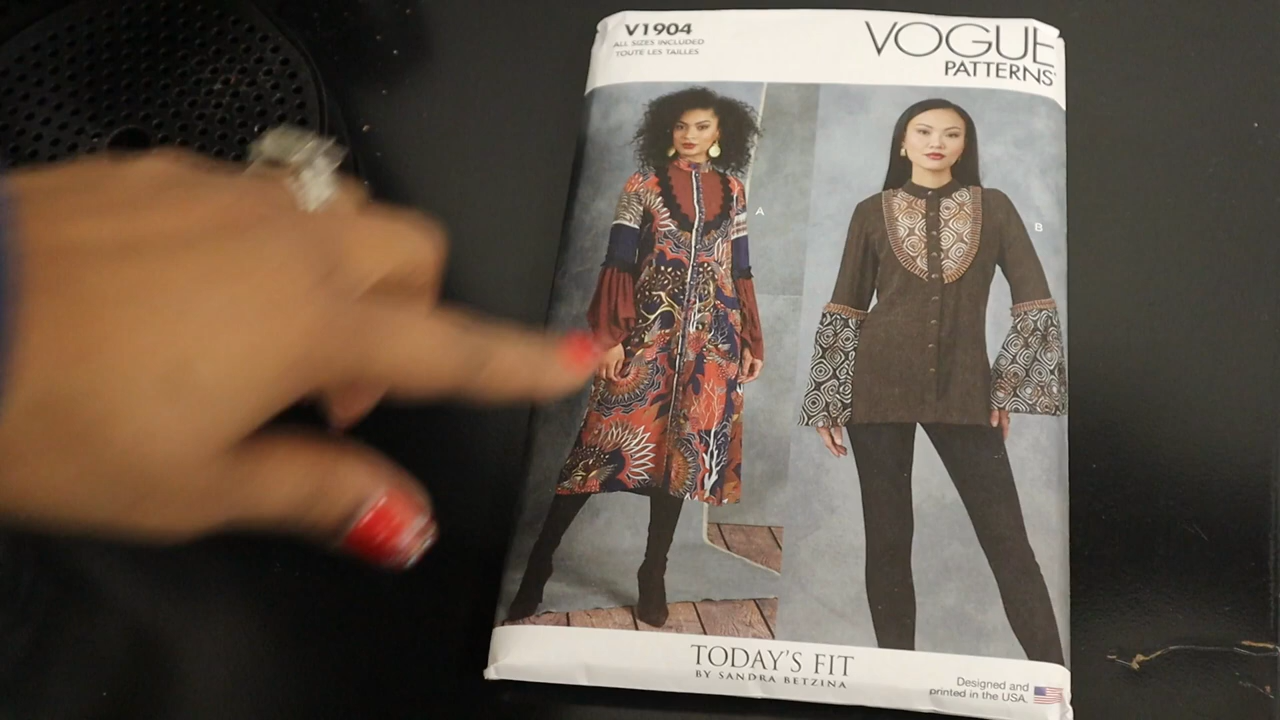 V1904
ALL SIZES INCLUDED
TOUTE LES TAILLES
VOGUE
PATTERNS
A
B
TODAY'S FIT
BY SANDRA BETZINA
Designed and
printed in the USA.